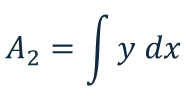 A₂ = ∫ y dx